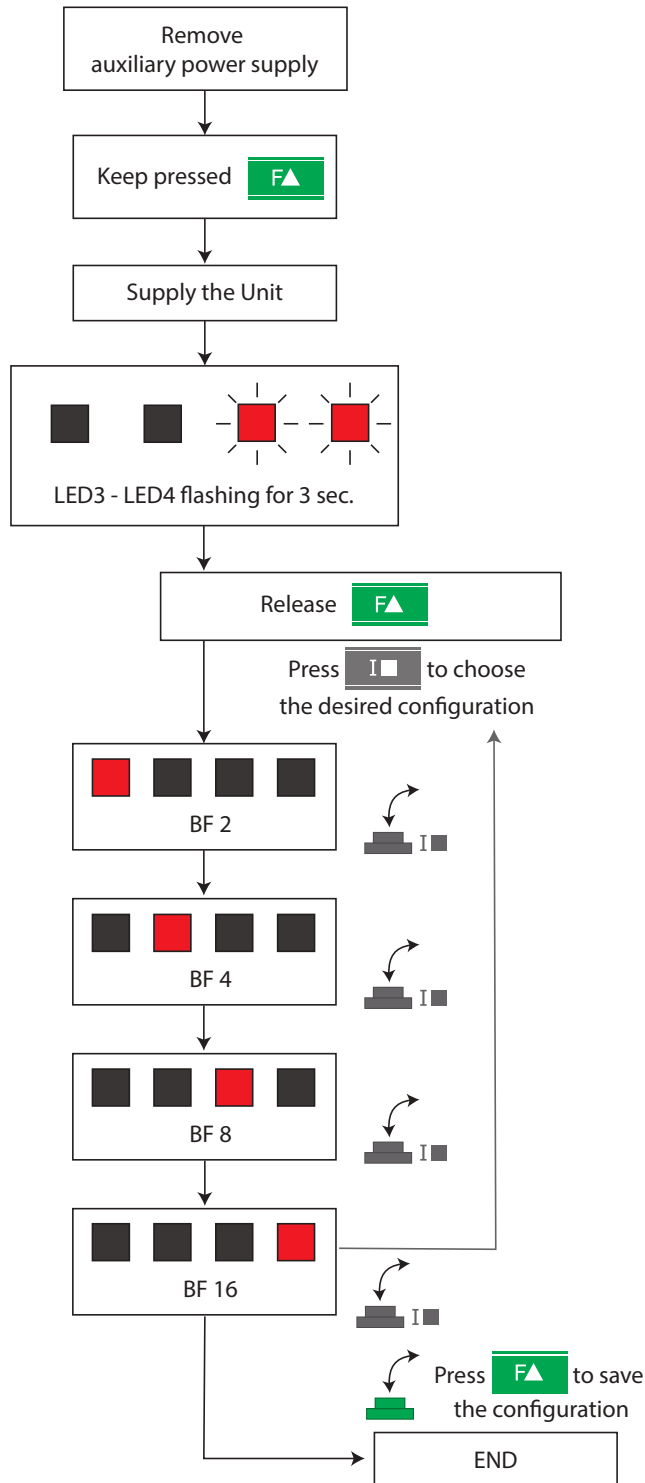 Remove
auxiliary power supply
Keep pressed F▲
Supply the Unit
LED3 - LED4 flashing for 3 sec.
Release F▲
Press I■ to choose
the desired configuration
BF 2
I■
BF 4
I■
BF 8
I■
BF 16
I■
Press F▲ to save
the configuration
END